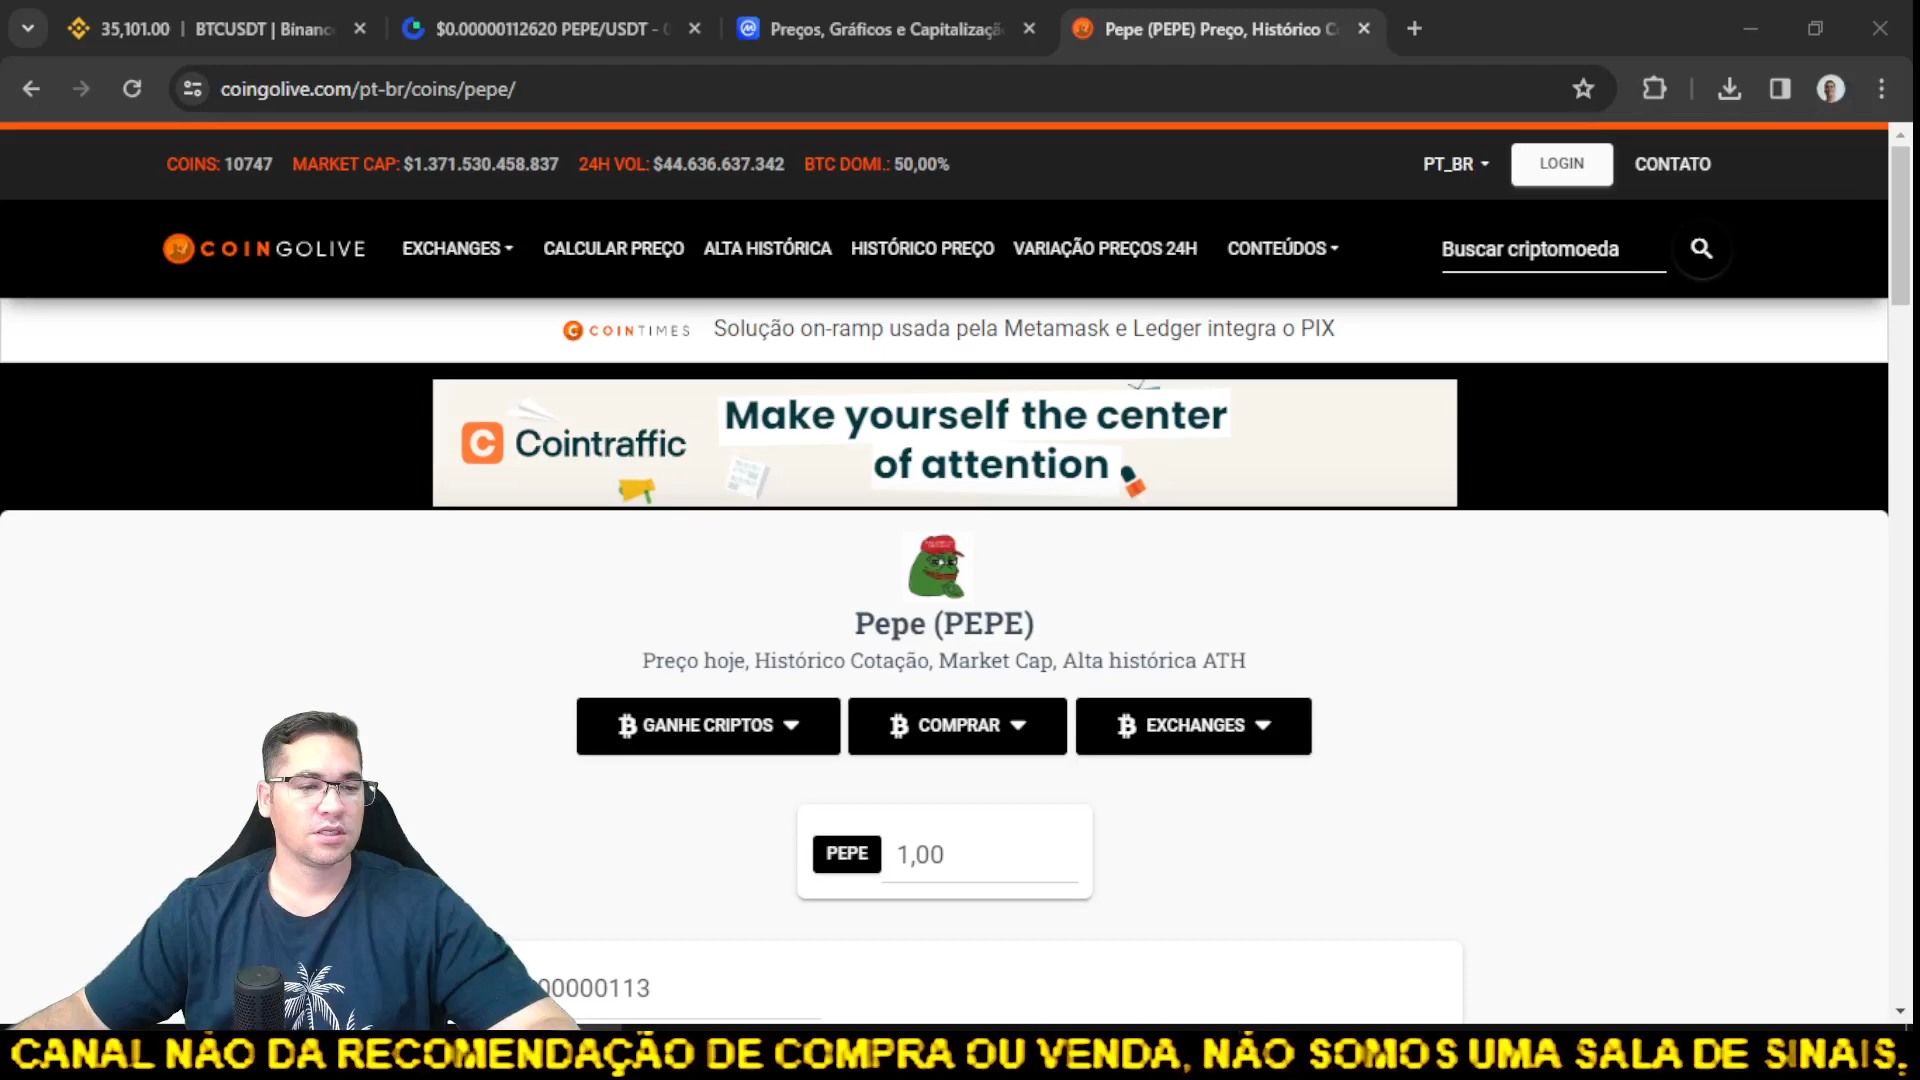 35,101.00 | BTCUSDT | Binanc
$0.00000112620 PEPE/USDT -
Preços, Gráficos e Capitalizaçã
Pepe (PEPE) Preço, Histórico C
coingolive.com/pt-br/coins/pepe/
COINS: 10747 MARKET CAP: $1.371.530.458.837 24H VOL: $44.636.637.342 BTC DOMI.: 50,00%
PT_BR LOGIN CONTATO
COINGOLIVE EXCHANGES CALCULAR PREÇO ALTA HISTÓRICA HISTÓRICO PREÇO VARIAÇÃO PREÇOS 24H CONTEÚDOS Buscar criptomoeda
COINTIMES Solução on-ramp usada pela Metamask e Ledger integra o PIX
Cointraffic
Make yourself the center
of attention
Pepe (PEPE)
Preço hoje, Histórico Cotação, Market Cap, Alta histórica ATH
GANHE CRIPTOS COMPRAR EXCHANGES
PEPE 1,00
00000113
CANAL NÃO DA RECOMENDAÇÃO DE COMPRA OU VENDA, NÃO SOMOS UMA SALA DE SINAIS.